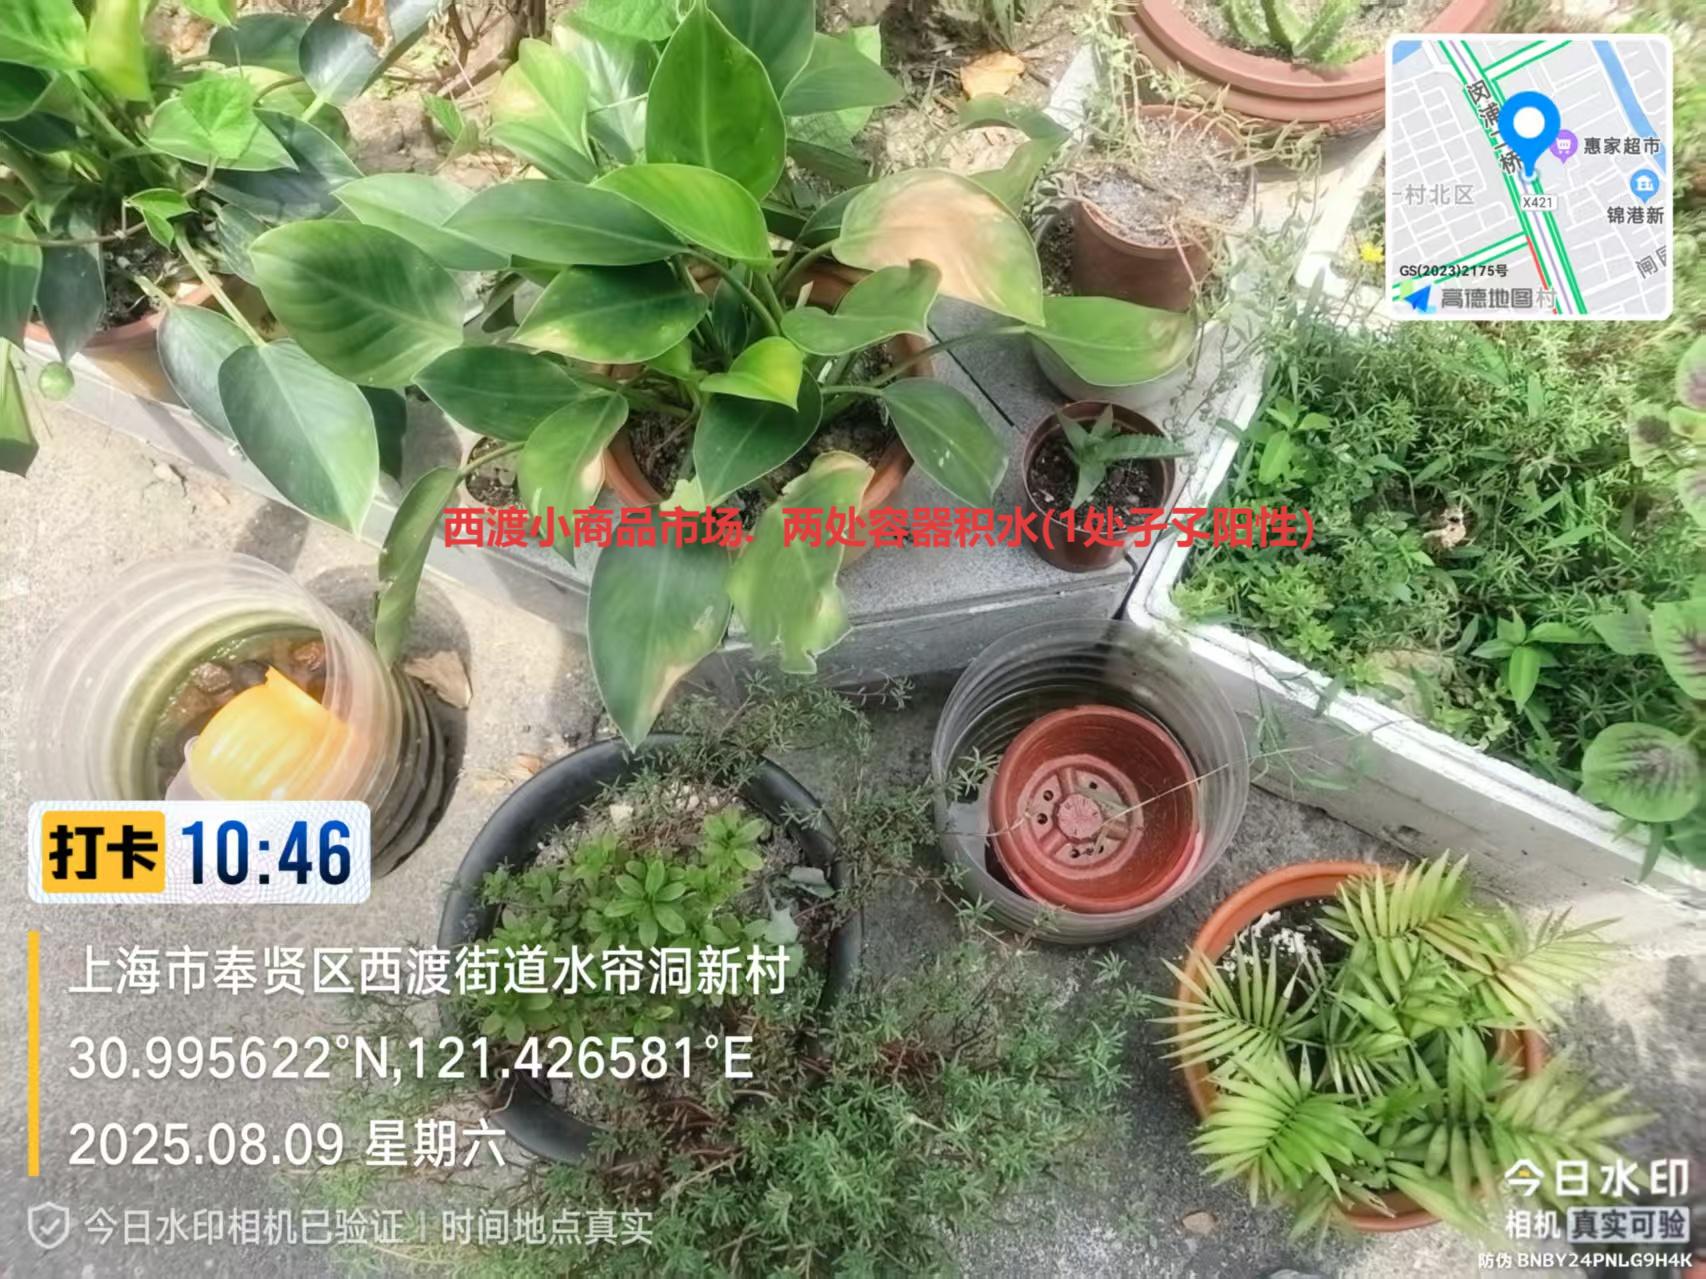 闵浦二桥
惠家超市
一村北区
X421
锦港新
GS(2023)2175号
高德地图
村
西渡小商品市场．两处容器积水(1处孑孓阳性)
打卡 10:46
上海市奉贤区西渡街道水帘洞新村
30.995622°N,121.426581°E
2025.08.09 星期六
今日水印相机已验证 | 时间地点真实
今日水印
相机 真实可验
防伪 BNBY24PNLG9H4K